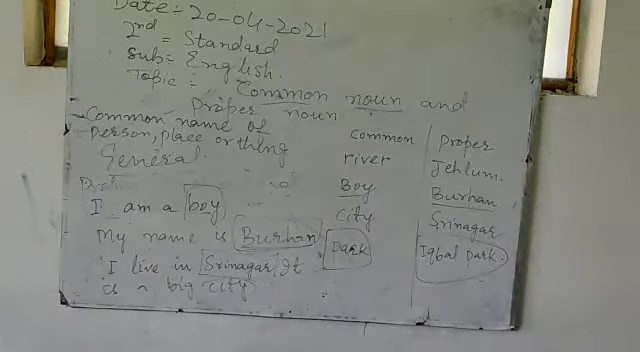 Date:- 20-04-2021
2nd = Standard
Sub:- English.
Topic:- Common noun and
Proper noun
Common name of
Person, place or thing
General.
I am a boy
My name is Burhan
I live in Srinagar It
is a big city
common
river
Boy
City
Park
Proper
Jehlum.
Burhan
Srinagar
Iqbal park.